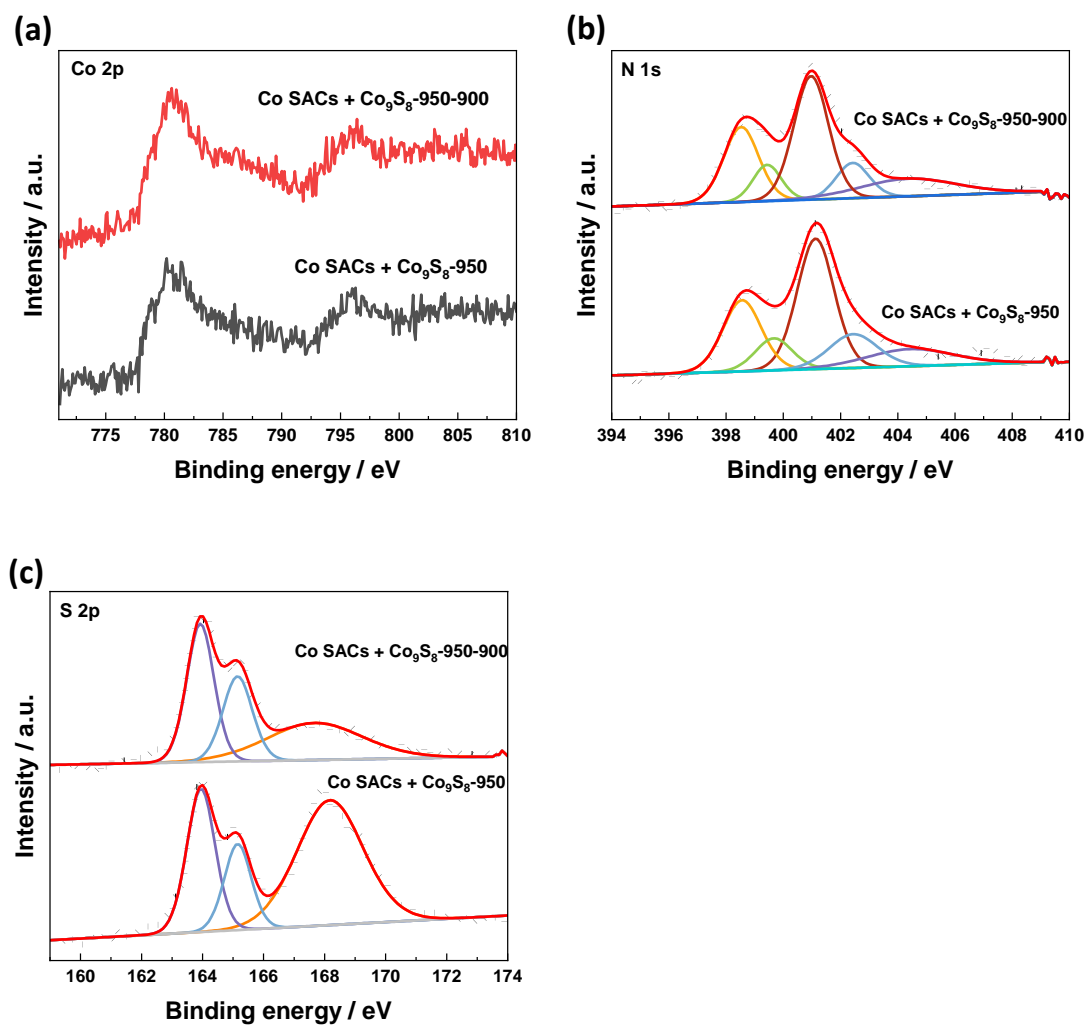 (a)
Co 2p
Co SACs + Co₉S₈-950-900
Co SACs + Co₉S₈-950
Intensity / a.u.
775 780 785 790 795 800 805 810
Binding energy / eV
(b)
N 1s
Co SACs + Co₉S₈-950-900
Co SACs + Co₉S₈-950
Intensity / a.u.
394 396 398 400 402 404 406 408 410
Binding energy / eV
(c)
S 2p
Co SACs + Co₉S₈-950-900
Co SACs + Co₉S₈-950
Intensity / a.u.
160 162 164 166 168 170 172 174
Binding energy / eV